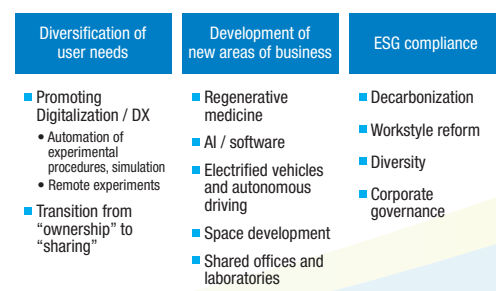 Diversification of
user needs
■ Promoting
Digitalization / DX
• Automation of
experimental
procedures, simulation
• Remote experiments
■ Transition from
“ownership” to
“sharing”
Development of
new areas of business
■ Regenerative
medicine
■ AI / software
■ Electrified vehicles
and autonomous
driving
■ Space development
■ Shared offices and
laboratories
ESG compliance
■ Decarbonization
■ Workstyle reform
■ Diversity
■ Corporate
governance